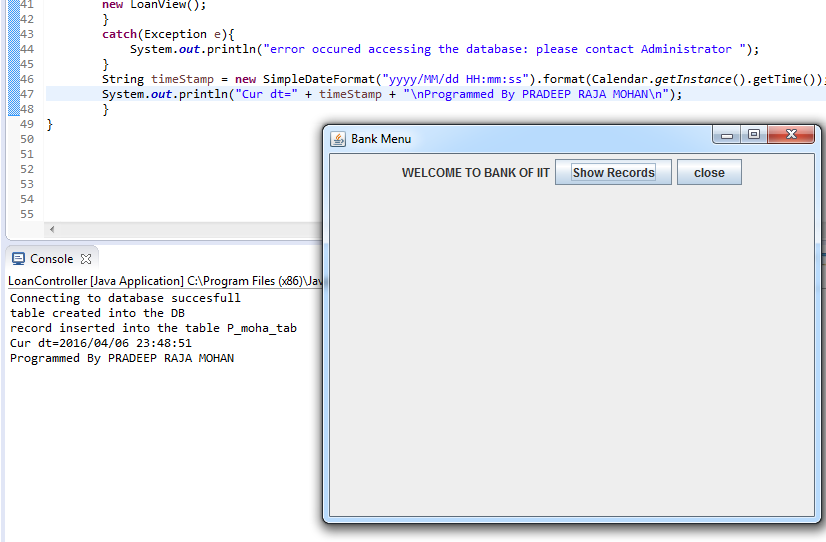 41 new LoanView();
42 }
43 catch(Exception e){
44 System.out.println("error occured accessing the database: please contact Administrator ");
45 }
46 String timeStamp = new SimpleDateFormat("yyyy/MM/dd HH:mm:ss").format(Calendar.getInstance().getTime());
47 System.out.println("Cur dt=" + timeStamp + "\nProgrammed By PRADEEP RAJA MOHAN\n");
48 }
49 }
50
51
52
53
54
55
Console
LoanController [Java Application] C:\Program Files (x86)\Jav
Connecting to database succesfull
table created into the DB
record inserted into the table P_moha_tab
Cur dt=2016/04/06 23:48:51
Programmed By PRADEEP RAJA MOHAN
Bank Menu
WELCOME TO BANK OF IIT Show Records close